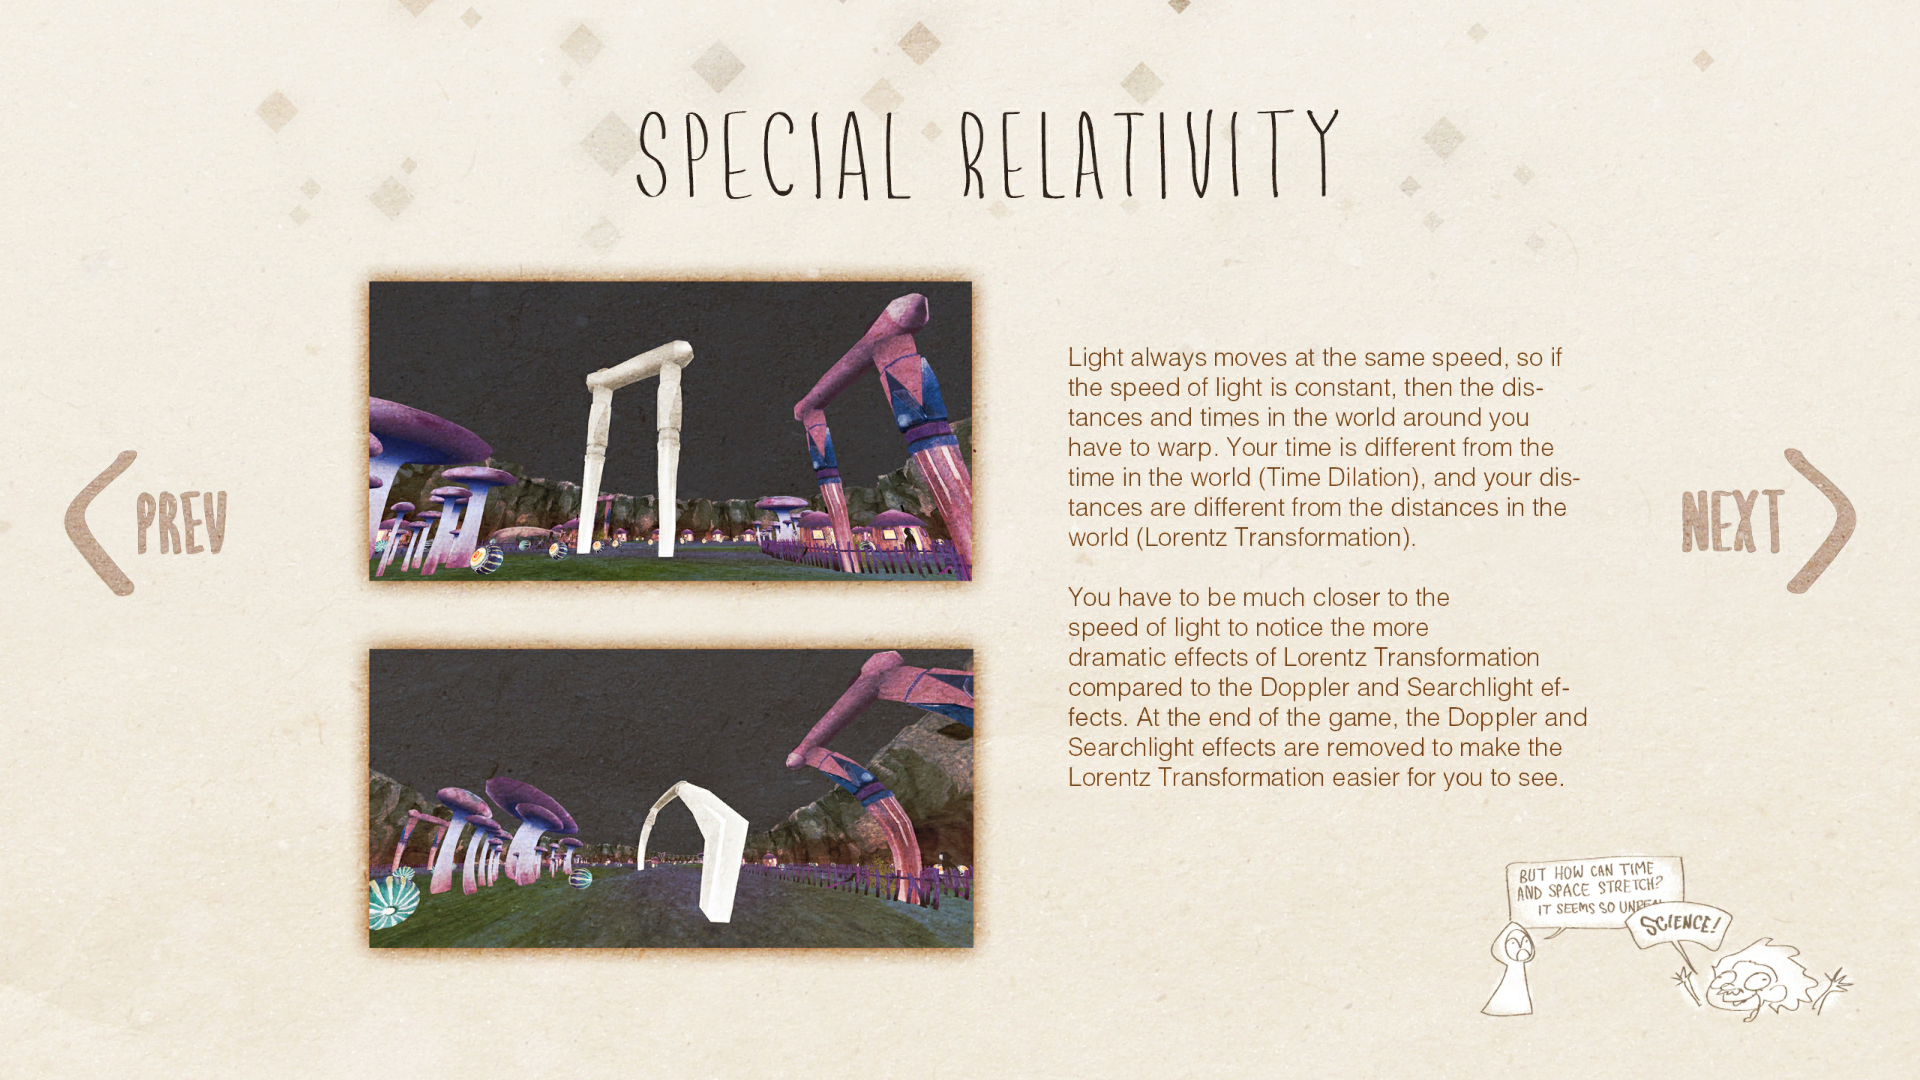 SPECIAL RELATIVITY
Light always moves at the same speed, so if
the speed of light is constant, then the dis-
tances and times in the world around you
have to warp. Your time is different from the
time in the world (Time Dilation), and your dis-
tances are different from the distances in the
world (Lorentz Transformation).
You have to be much closer to the
speed of light to notice the more
dramatic effects of Lorentz Transformation
compared to the Doppler and Searchlight ef-
fects. At the end of the game, the Doppler and
Searchlight effects are removed to make the
Lorentz Transformation easier for you to see.
PREV
NEXT
BUT HOW CAN TIME
AND SPACE STRETCH?
IT SEEMS SO
SCIENCE!